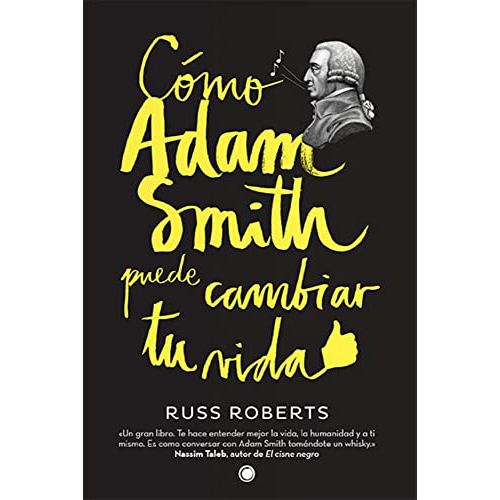 Cómo
Adam
Smith
puede cambiar
tu vida
RUSS ROBERTS
«Un gran libro. Te hace entender mejor la vida, la humanidad y a ti
mismo. Es como conversar con Adam Smith tomándote un whisky.»
Nassim Taleb, autor de El cisne negro